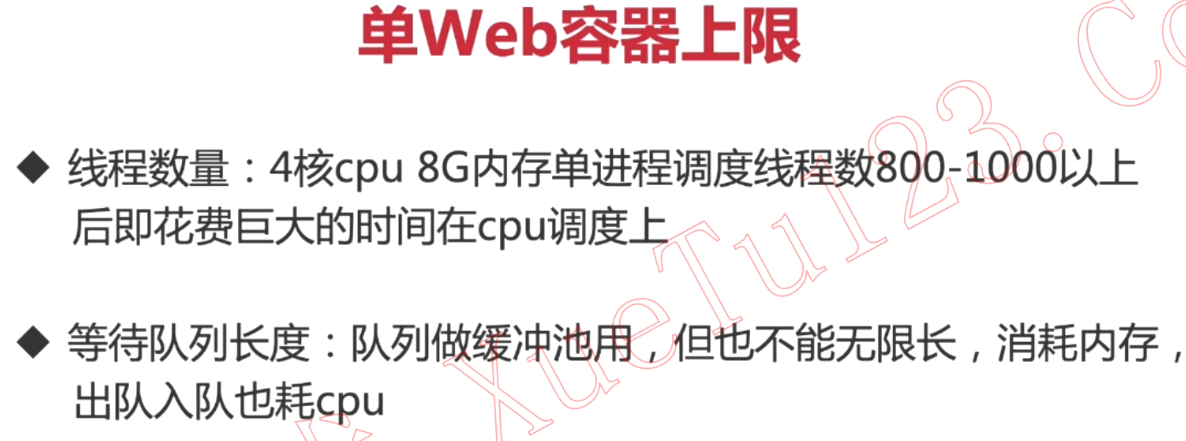 单Web容器上限
◆ 线程数量：4核cpu 8G内存单进程调度线程数800-1000以上
后即花费巨大的时间在cpu调度上
◆ 等待队列长度：队列做缓冲池用，但也不能无限长，消耗内存，
出队入队也耗cpu
XueTu123.Co